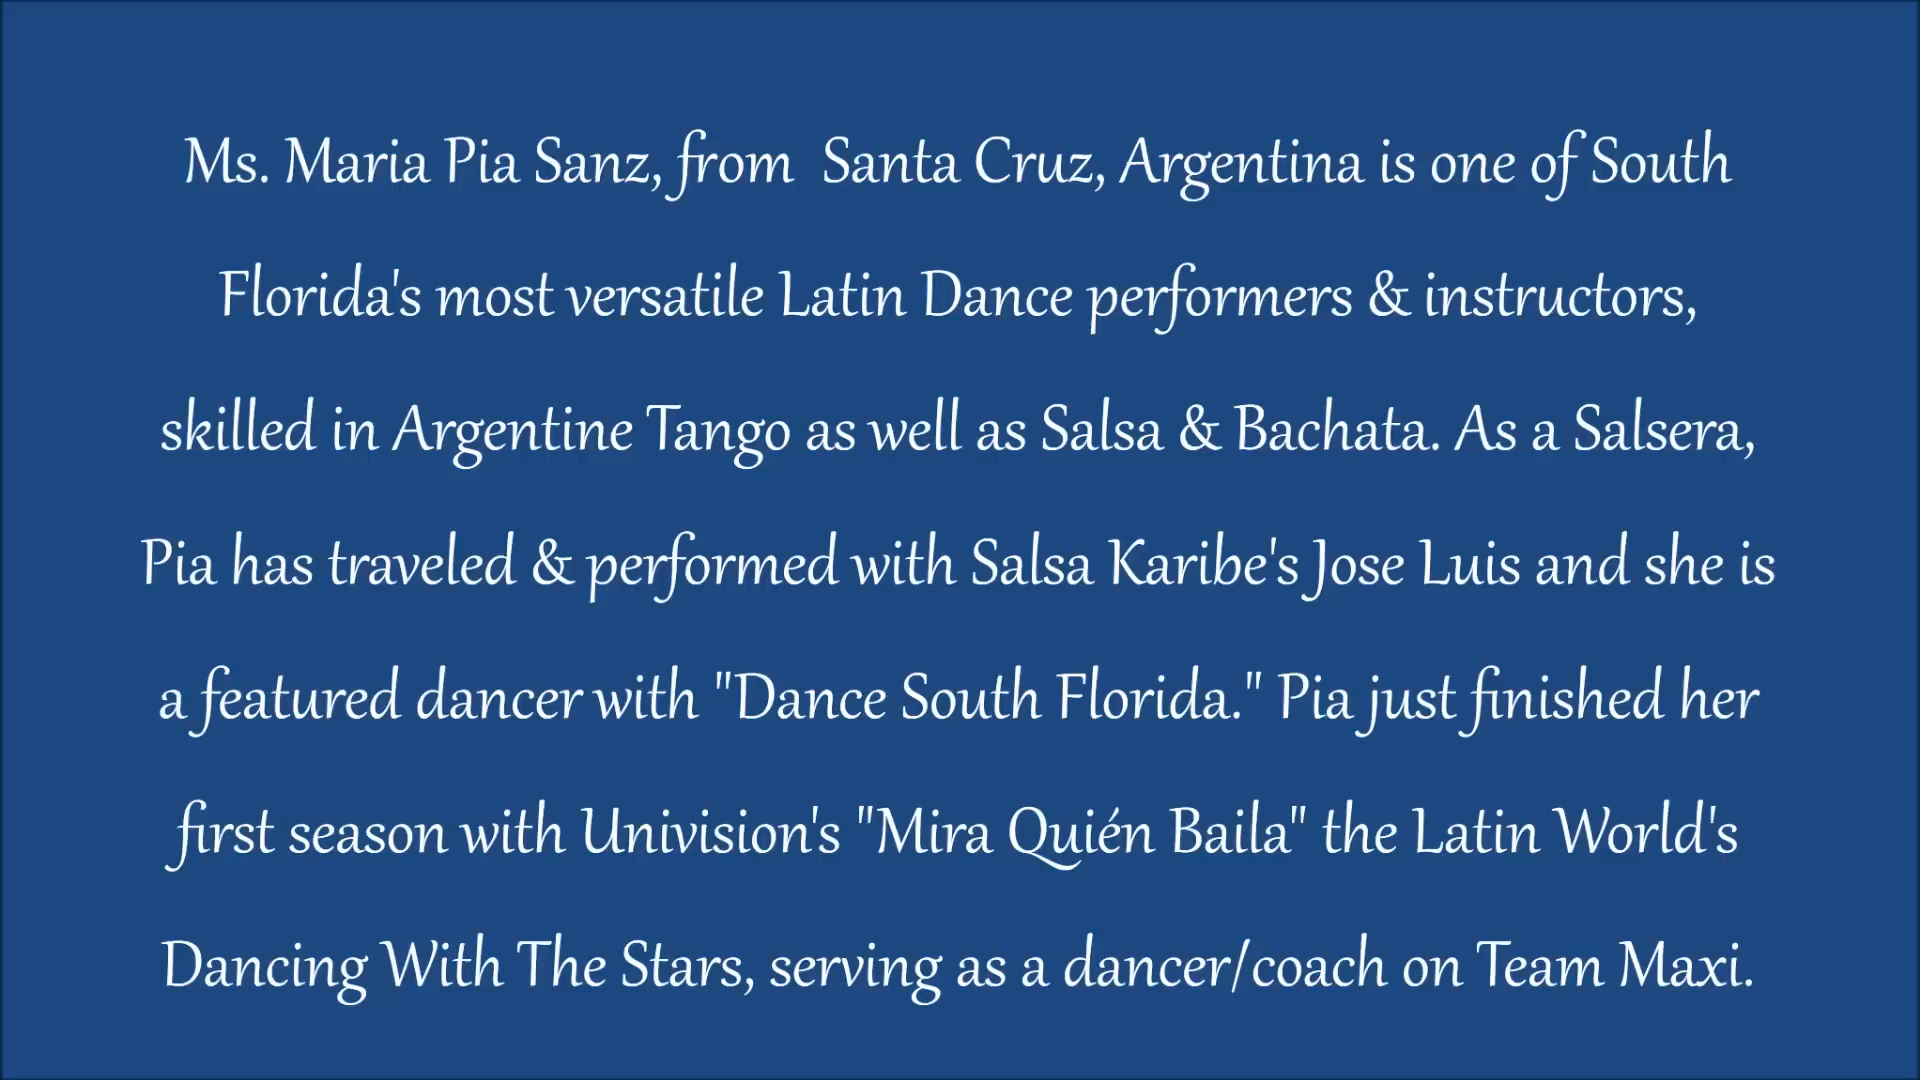 Ms. Maria Pia Sanz, from  Santa Cruz, Argentina is one of South
Florida's most versatile Latin Dance performers & instructors,
skilled in Argentine Tango as well as Salsa & Bachata. As a Salsera,
Pia has traveled & performed with Salsa Karibe's Jose Luis and she is
a featured dancer with "Dance South Florida." Pia just finished her
first season with Univision's "Mira Quién Baila" the Latin World's
Dancing With The Stars, serving as a dancer/coach on Team Maxi.